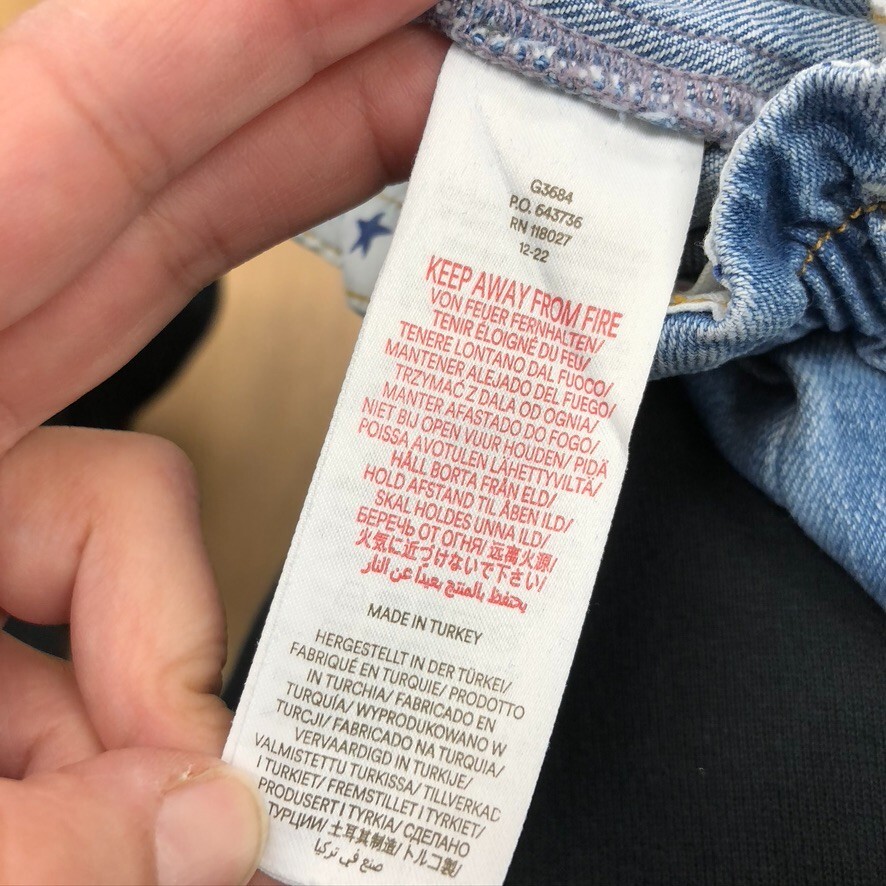 G3684
P.O. 643736
RN 118027
12-22
KEEP AWAY FROM FIRE
VON FEUER FERNHALTEN/
TENIR ÉLOIGNÉ DU FEU/
TENERE LONTANO DAL FUOCO/
MANTENER ALEJADO DEL FUEGO/
TRZYMAĆ Z DALA OD OGNIA/
MANTER AFASTADO DO FOGO/
NIET BIJ OPEN VUUR HOUDEN/ PIDÄ
POISSA AVOTULEN LÄHETTYVILTÄ/
HÅLL BORTA FRÅN ELD/
HOLD AFSTAND TIL ÅBEN ILD/
SKAL HOLDES UNNA ILD/
БЕРЕЧЬ ОТ ОГНЯ/ 远离火源/
火気に近づけないで下さい/
يحتفظ بالمنتج بعيداً عن النار
MADE IN TURKEY
HERGESTELLT IN DER TÜRKEI/
FABRIQUÉ EN TURQUIE/ PRODOTTO
IN TURCHIA/ FABRICADO EN
TURQUÍA/ WYPRODUKOWANO W
TURCJI/ FABRICADO NA TURQUIA/
VERVAARDIGD IN TURKIJE/
VALMISTETTU TURKISSA/ TILLVERKAD
I TURKIET/ FREMSTILLET I TYRKIET/
PRODUSERT I TYRKIA/ СДЕЛАНО
ТУРЦИИ/ 土耳其制造/ トルコ製/
صنع في تركيا